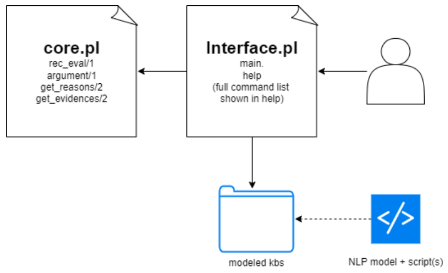 core.pl
rec_eval/1
argument/1
get_reasons/2
get_evidences/2
Interface.pl
main.
help
(full command list
shown in help)
</>
modeled kbs
NLP model + script(s)